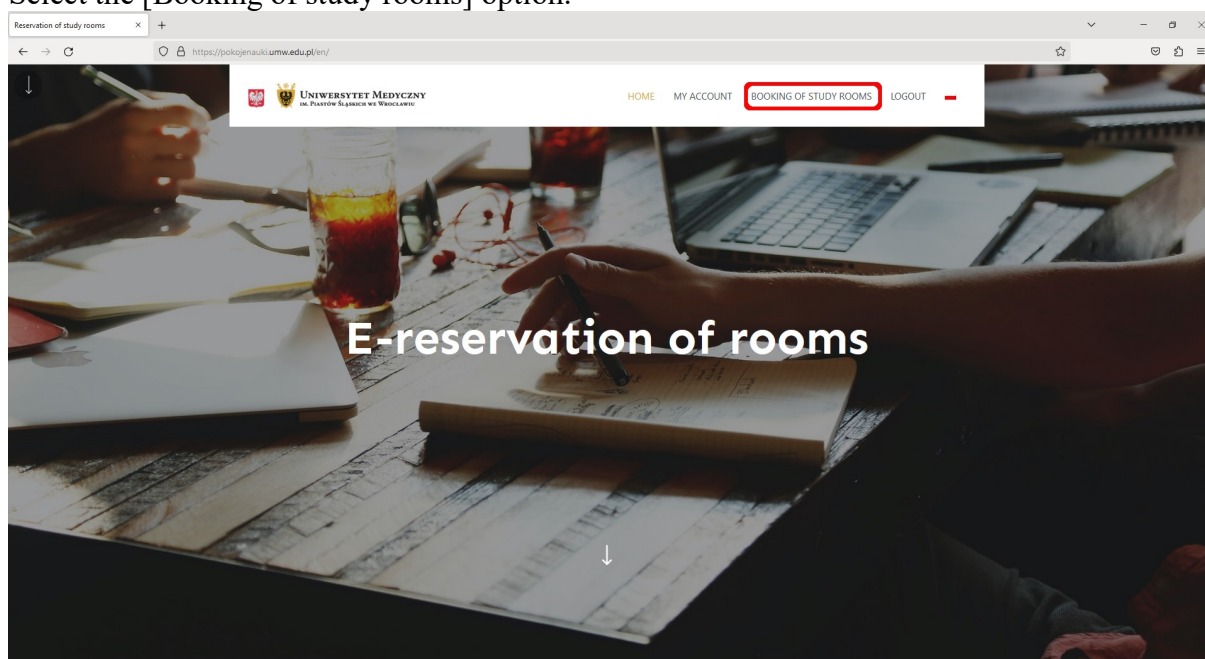 Select the [Booking of study rooms] option.
Reservation of study rooms
https://pokojenauki.umw.edu.pl/en/
UNIWERSYTET MEDYCZNY
IM. PIASTÓW ŚLĄSKICH WE WROCŁAWIU
HOME MY ACCOUNT BOOKING OF STUDY ROOMS LOGOUT
E-reservation of rooms